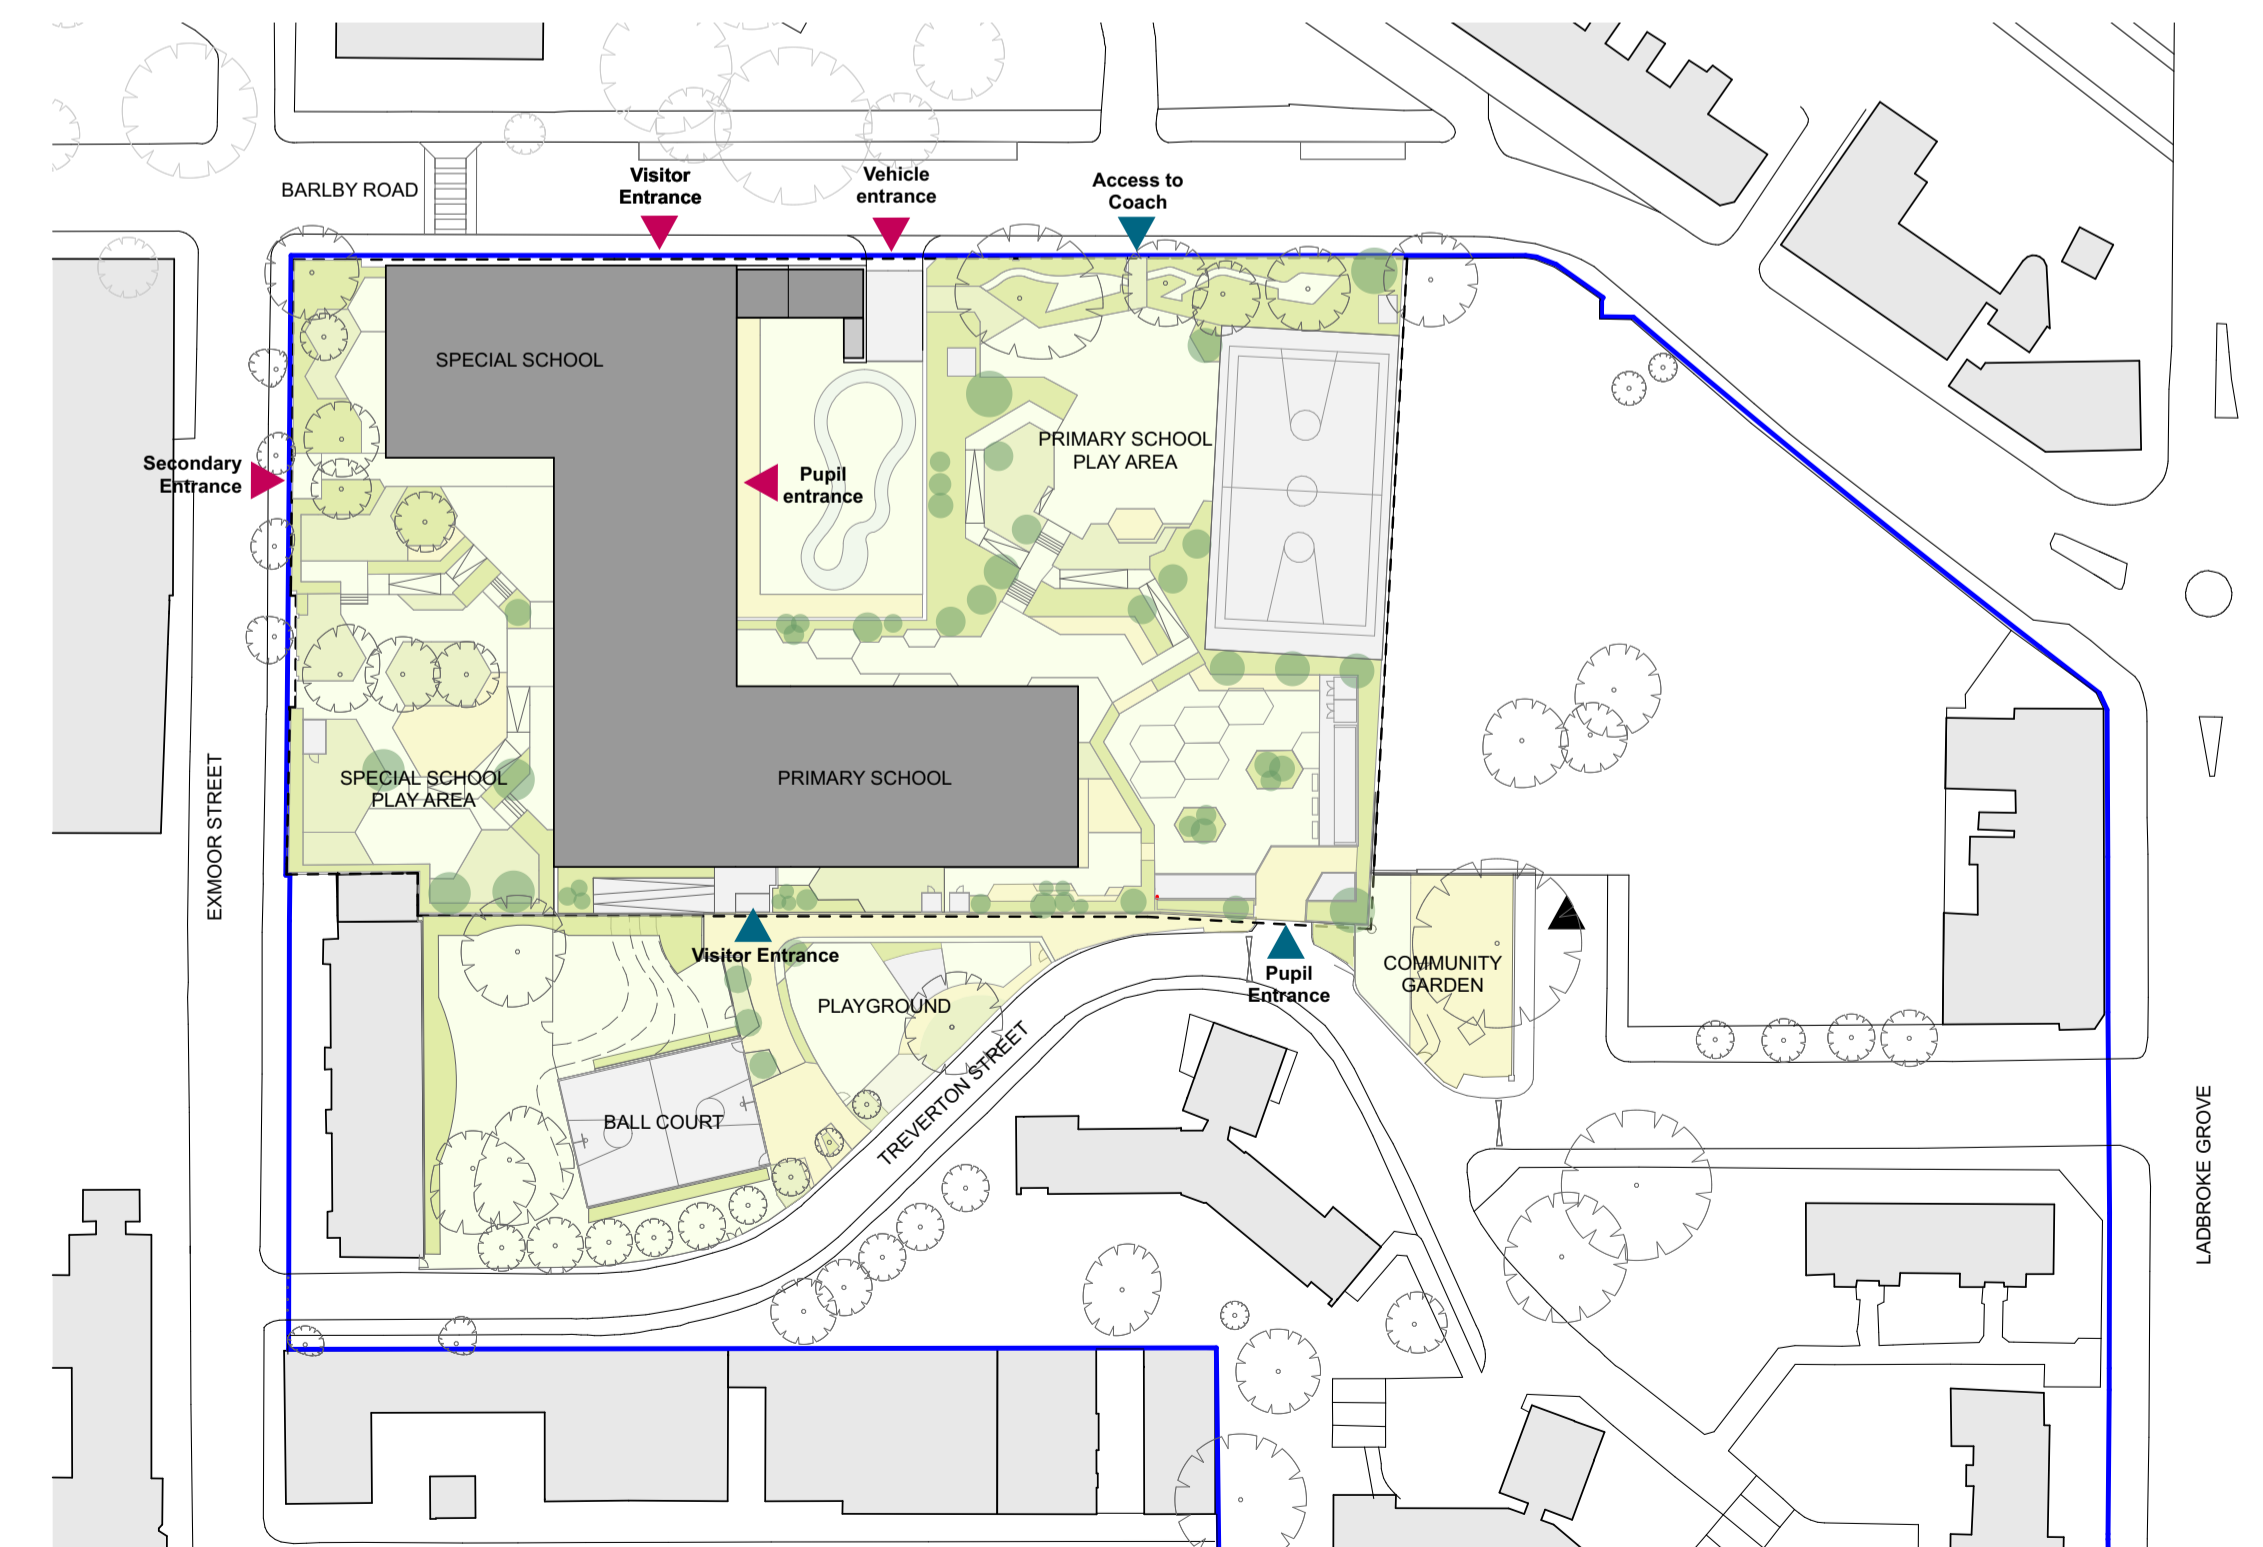 BARLBY ROAD
Visitor
Entrance
Vehicle
entrance
Access to
Coach
SPECIAL SCHOOL
PRIMARY SCHOOL
PLAY AREA
Secondary
Entrance
Pupil
entrance
SPECIAL SCHOOL
PLAY AREA
PRIMARY SCHOOL
EXMOOR STREET
Visitor Entrance
Pupil
Entrance
COMMUNITY
GARDEN
PLAYGROUND
BALL COURT
TREVERTON STREET
LADBROKE GROVE